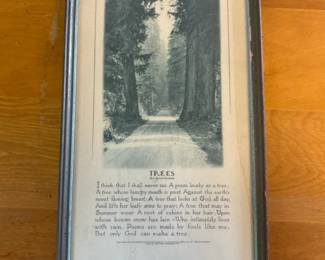 TREES
I think that I shall never see A poem lovely as a tree;
A tree whose hungry mouth is prest Against the earth's
sweet flowing breast; A tree that looks at God all day,
And lifts her leafy arms to pray; A tree that may in
Summer wear A nest of robins in her hair; Upon
whose bosom snow has lain - Who intimately lives
with rain. Poems are made by fools like me,
But only God can make a tree.